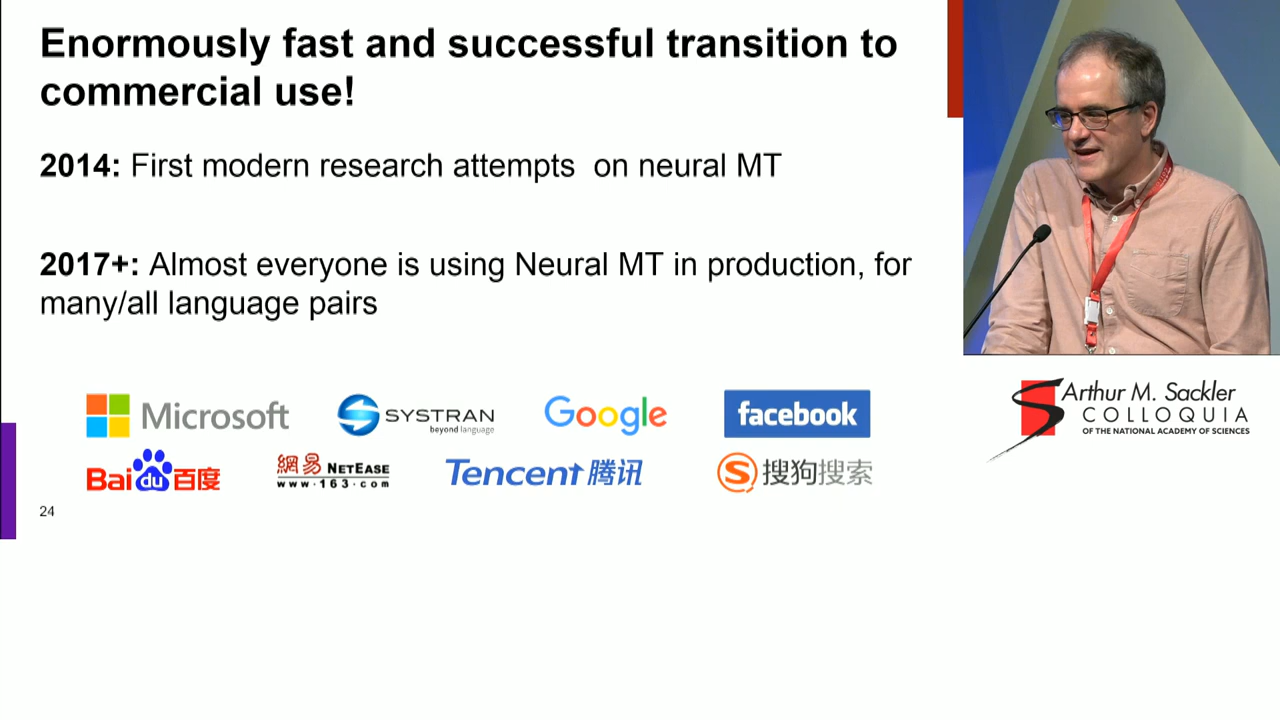 Enormously fast and successful transition to
commercial use!
2014: First modern research attempts  on neural MT
2017+: Almost everyone is using Neural MT in production, for
many/all language pairs
Microsoft
SYSTRAN
beyond language
Google
facebook
Baidu百度
網易 NETEASE
www.163.com
Tencent 腾讯
S 搜狗搜索
24
Arthur M. Sackler
COLLOQUIA
OF THE NATIONAL ACADEMY OF SCIENCES